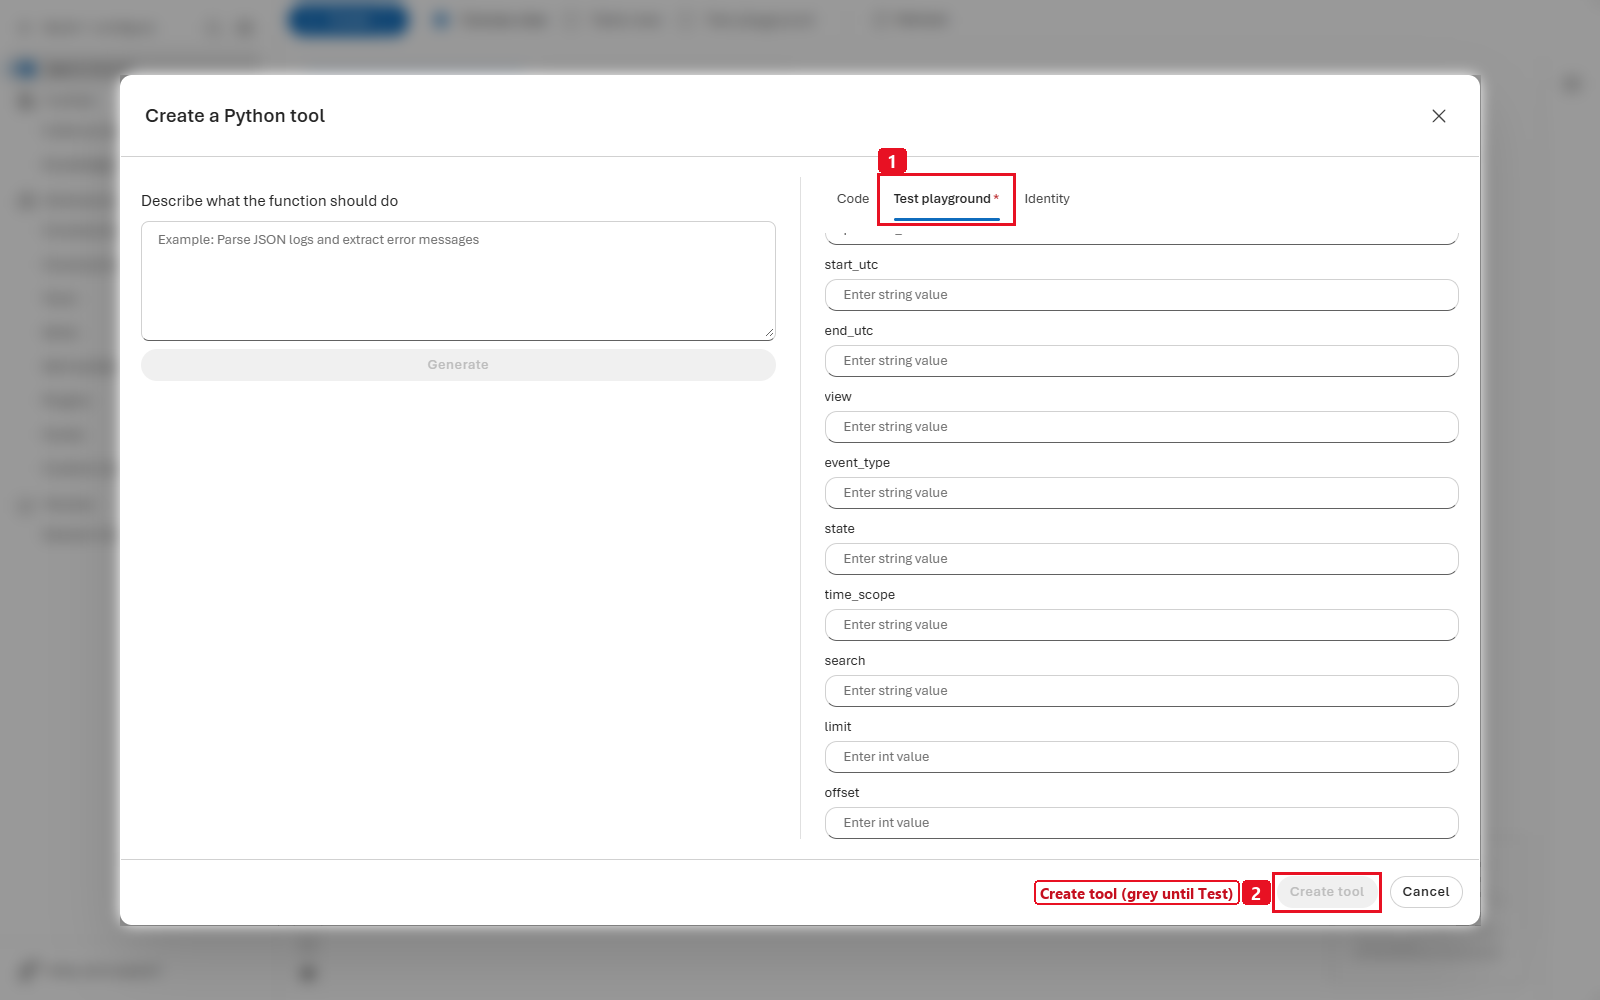 Create a Python tool
Describe what the function should do
Example: Parse JSON logs and extract error messages
Generate
1
Code
Test playground *
Identity
start_utc
Enter string value
end_utc
Enter string value
view
Enter string value
event_type
Enter string value
state
Enter string value
time_scope
Enter string value
search
Enter string value
limit
Enter int value
offset
Enter int value
Create tool (grey until Test)
2
Create tool
Cancel